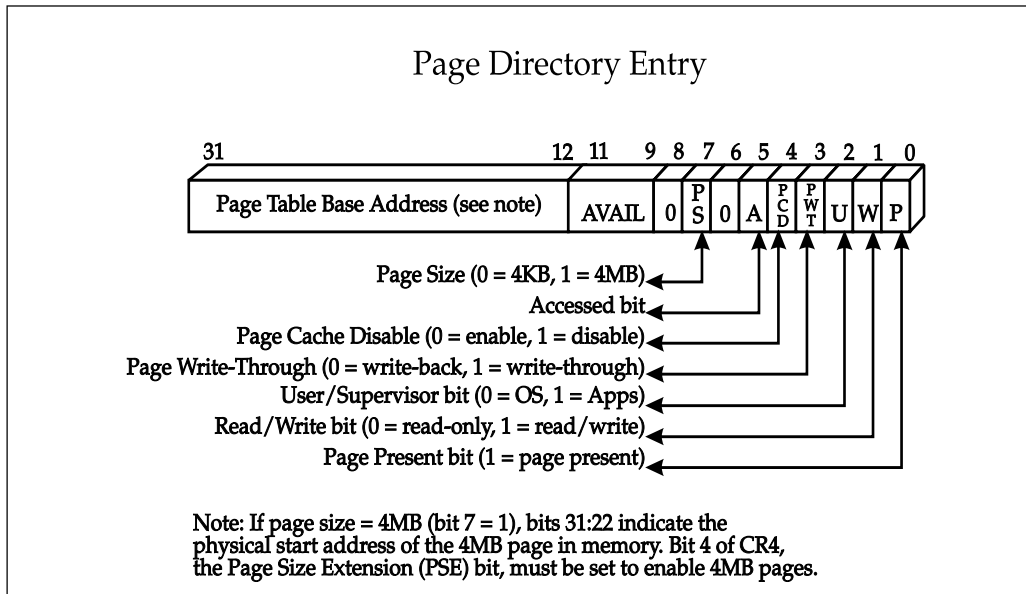 Page Directory Entry
31 12 11 9 8 7 6 5 4 3 2 1 0
Page Table Base Address (see note) AVAIL 0 PS 0 A PCD PWT U W P
Page Size (0 = 4KB, 1 = 4MB)
Accessed bit
Page Cache Disable (0 = enable, 1 = disable)
Page Write-Through (0 = write-back, 1 = write-through)
User/Supervisor bit (0 = OS, 1 = Apps)
Read/Write bit (0 = read-only, 1 = read/write)
Page Present bit (1 = page present)
Note: If page size = 4MB (bit 7 = 1), bits 31:22 indicate the
physical start address of the 4MB page in memory. Bit 4 of CR4,
the Page Size Extension (PSE) bit, must be set to enable 4MB pages.